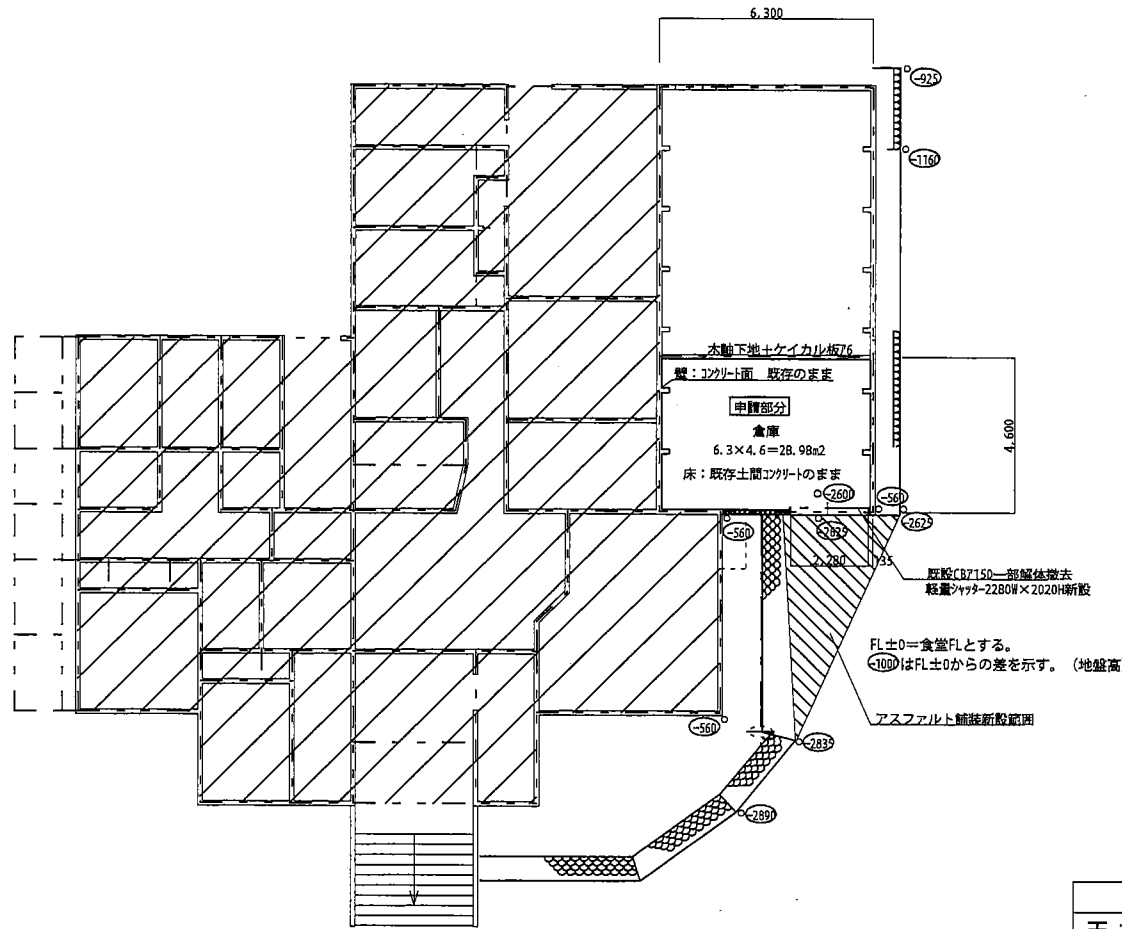 6,300
-925
-1160
木軸下地+ケイカル板ｱ6
壁：コンクリート面 既存のまま
申請部分
倉庫
6.3×4.6=28.98m2
床：既存土間コンクリートのまま
4,600
-2600
-560
-560
-2625
2,280
135
既設CBｱ150一部解体撤去
軽量シャッター2280W×2020H新設
FL±0=食堂FLとする。
-1000はFL±0からの差を示す。（地盤高
アスファルト舗装新設範囲
-560
-2835
-2890